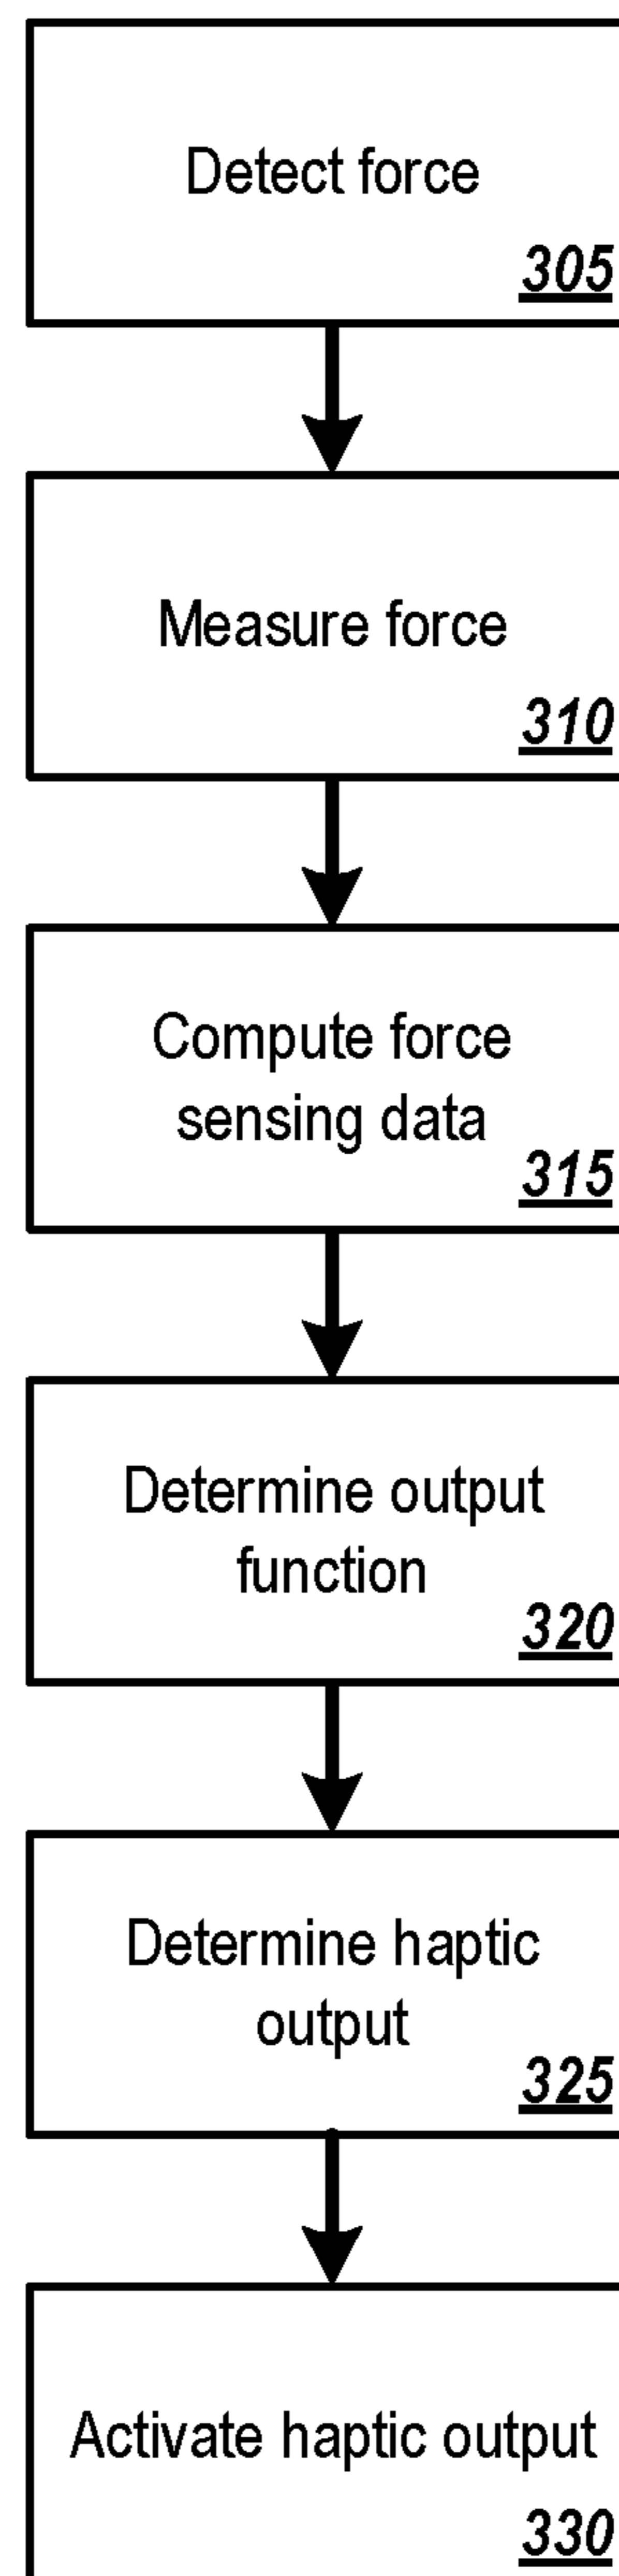 Detect force
305
Measure force
310
Compute force
sensing data
315
Determine output
function
320
Determine haptic
output
325
Activate haptic output
330